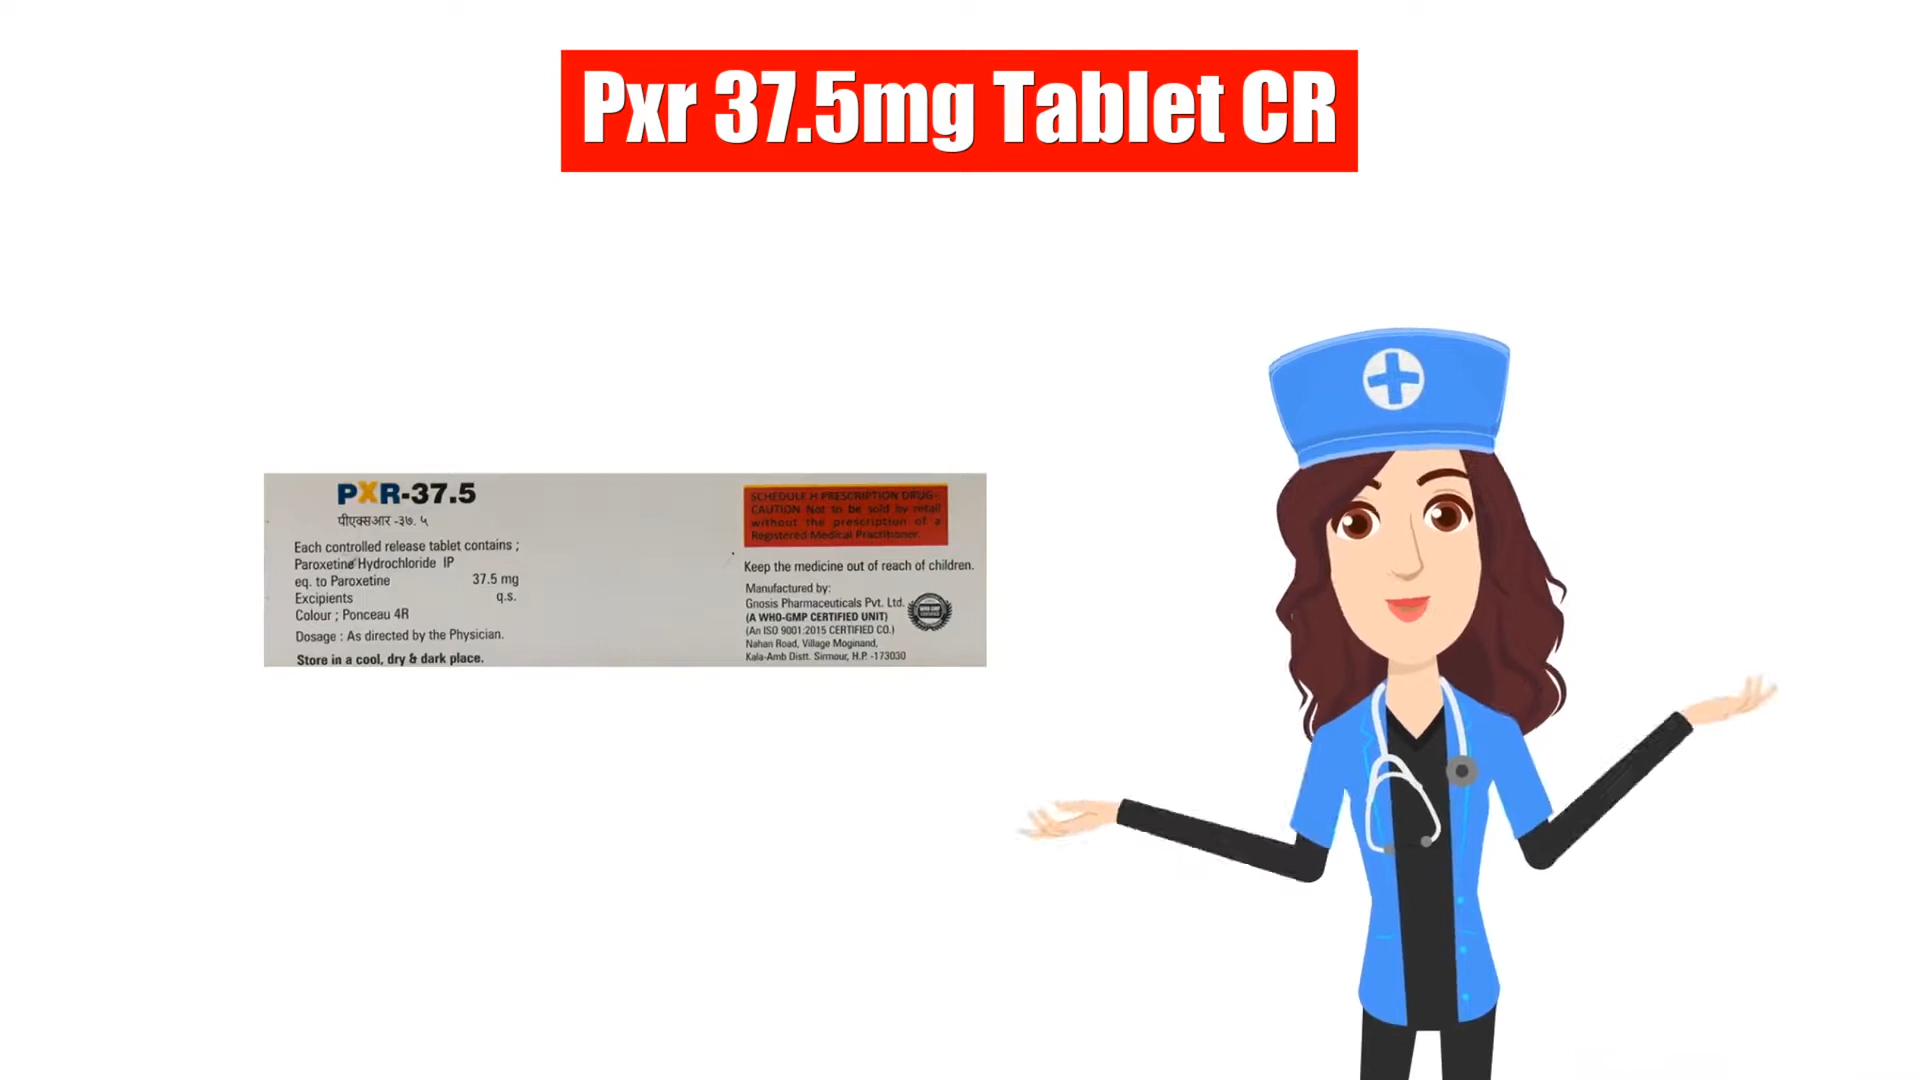 Pxr 37.5mg Tablet CR
PXR-37.5
पीएक्सआर -३७. ५
Each controlled release tablet contains ;
Paroxetine Hydrochloride IP
eq. to Paroxetine 37.5 mg
Excipients q.s.
Colour ; Ponceau 4R
Dosage : As directed by the Physician.
Store in a cool, dry & dark place.
SCHEDULE H PRESCRIPTION DRUG-
CAUTION Not to be sold by retail
without the prescription of a
Registered Medical Practitioner.
Keep the medicine out of reach of children.
Manufactured by:
Gnosis Pharmaceuticals Pvt. Ltd.
(A WHO-GMP CERTIFIED UNIT)
(An ISO 9001:2015 CERTIFIED CO.)
Nahan Road, Village Moginand,
Kala-Amb Distt. Sirmour, H.P. -173030